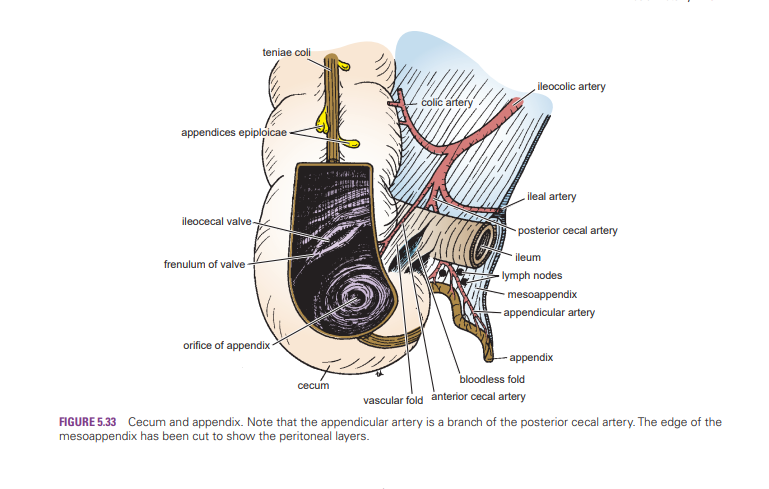 teniae coli
ileocolic artery
colic artery
appendices epiploicae
ileal artery
ileocecal valve
posterior cecal artery
ileum
frenulum of valve
lymph nodes
mesoappendix
appendicular artery
orifice of appendix
appendix
bloodless fold
cecum
anterior cecal artery
vascular fold
FIGURE 5.33 Cecum and appendix. Note that the appendicular artery is a branch of the posterior cecal artery. The edge of the
mesoappendix has been cut to show the peritoneal layers.